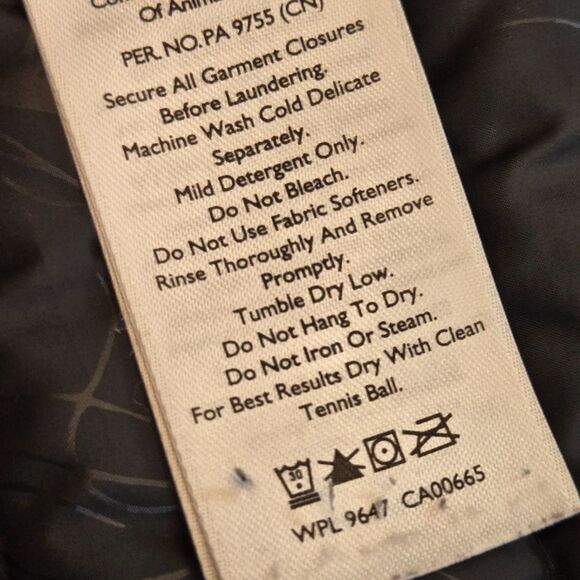 Of Animal
PER. NO. PA 9755 (CN)
Secure All Garment Closures
Before Laundering.
Machine Wash Cold Delicate
Separately.
Mild Detergent Only.
Do Not Bleach.
Do Not Use Fabric Softeners.
Rinse Thoroughly And Remove
Promptly.
Tumble Dry Low.
Do Not Hang To Dry.
Do Not Iron Or Steam.
For Best Results Dry With Clean
Tennis Ball.
30
WPL 9647 CA00665